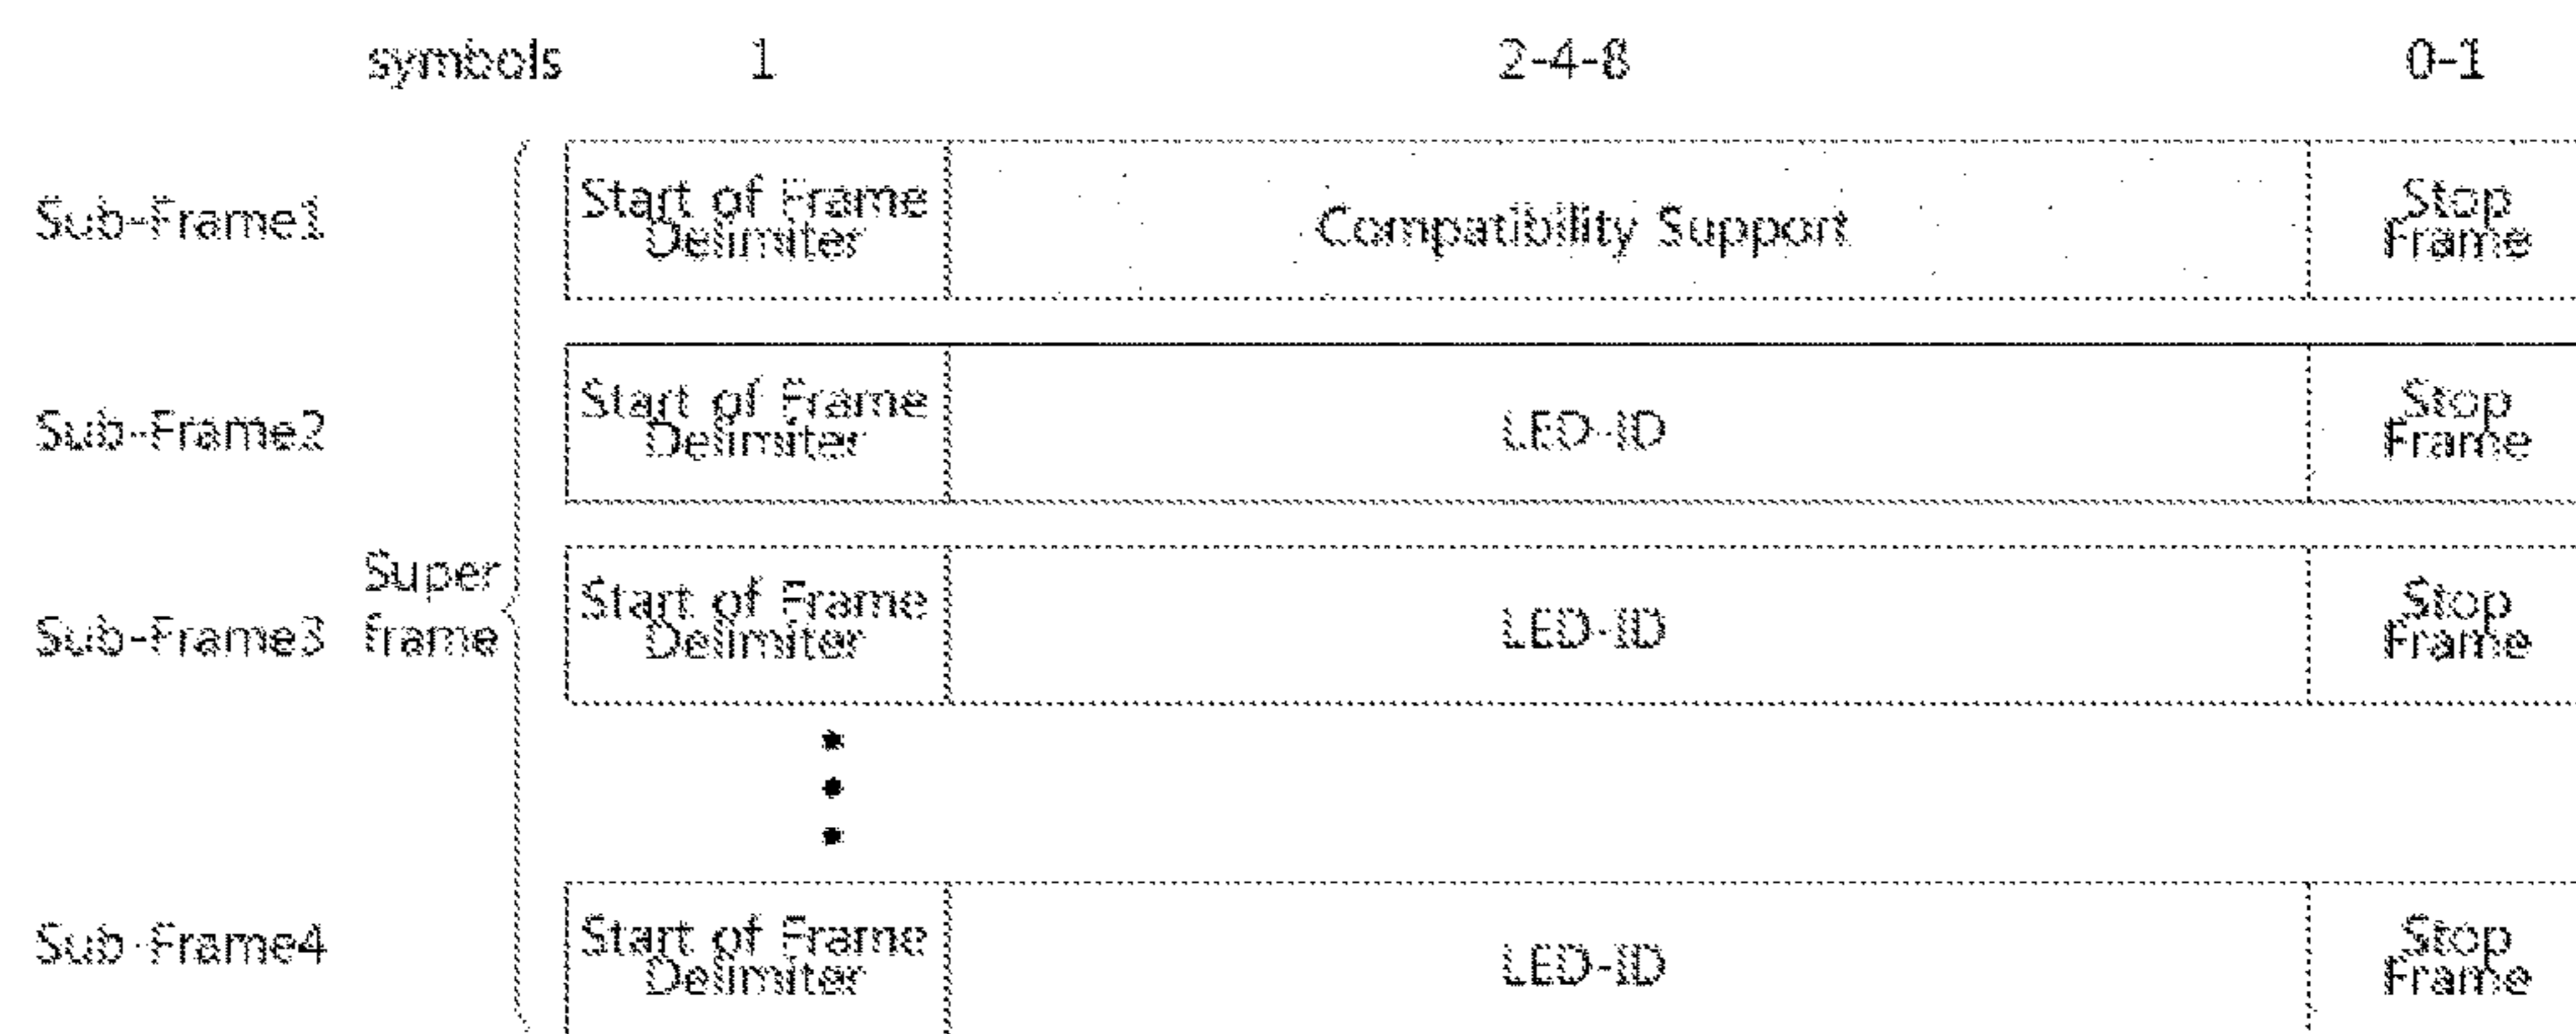 symbols 1 2-4-8 0-1
Sub-Frame1
Start of Frame
Delimiter
Compatibility Support
Stop
Frame
Sub-Frame2
Start of Frame
Delimiter
LED-ID
Stop
Frame
Super
frame
Sub-Frame3
Start of Frame
Delimiter
LED-ID
Stop
Frame
Sub-Frame4
Start of Frame
Delimiter
LED-ID
Stop
Frame